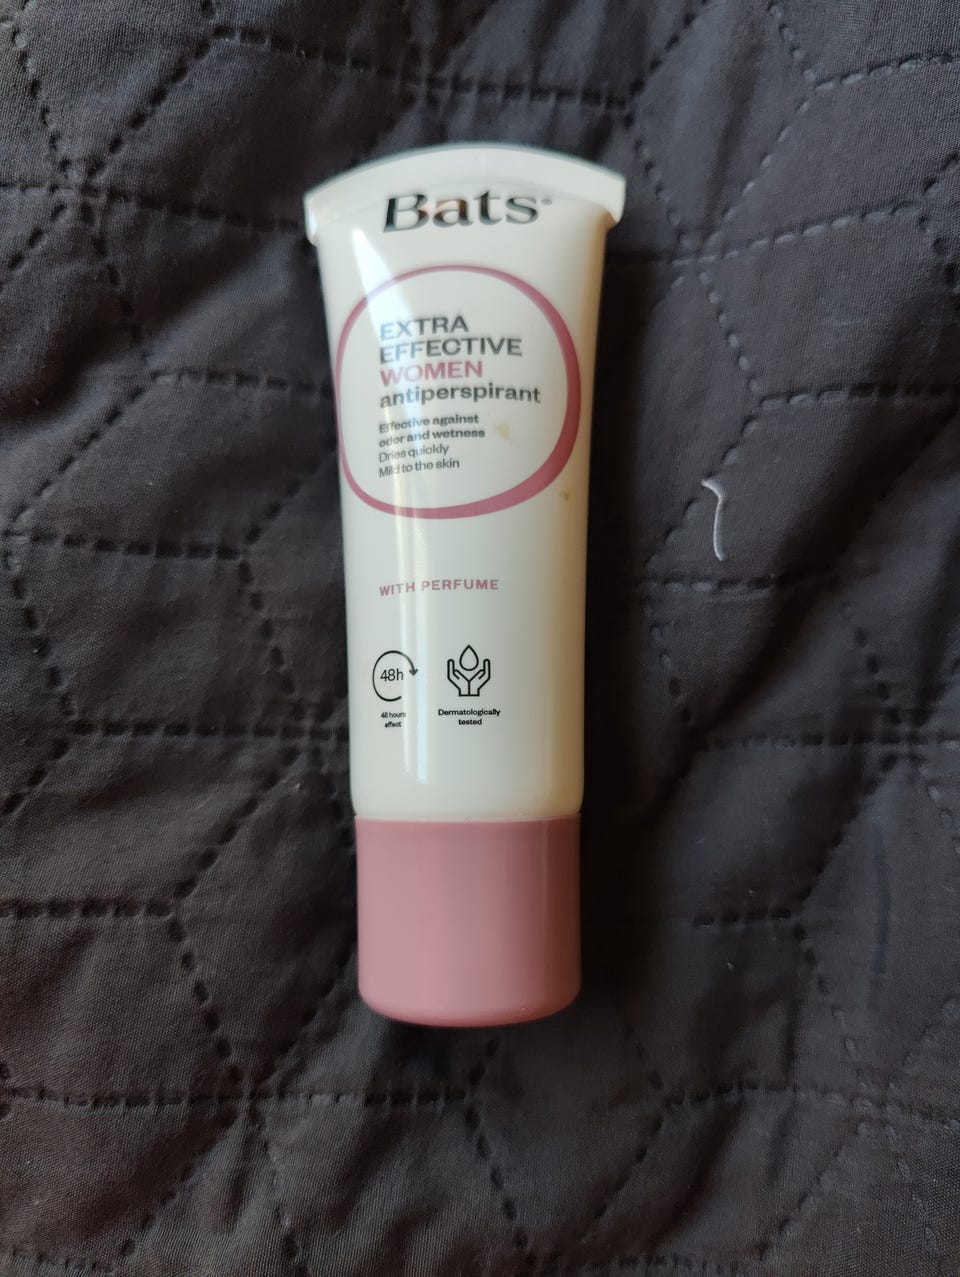 Bats®
EXTRA
EFFECTIVE
WOMEN
antiperspirant
Effective against
odor and wetness
Dries quickly
Mild to the skin
WITH PERFUME
48h
48 hours
effect
Dermatologically
tested